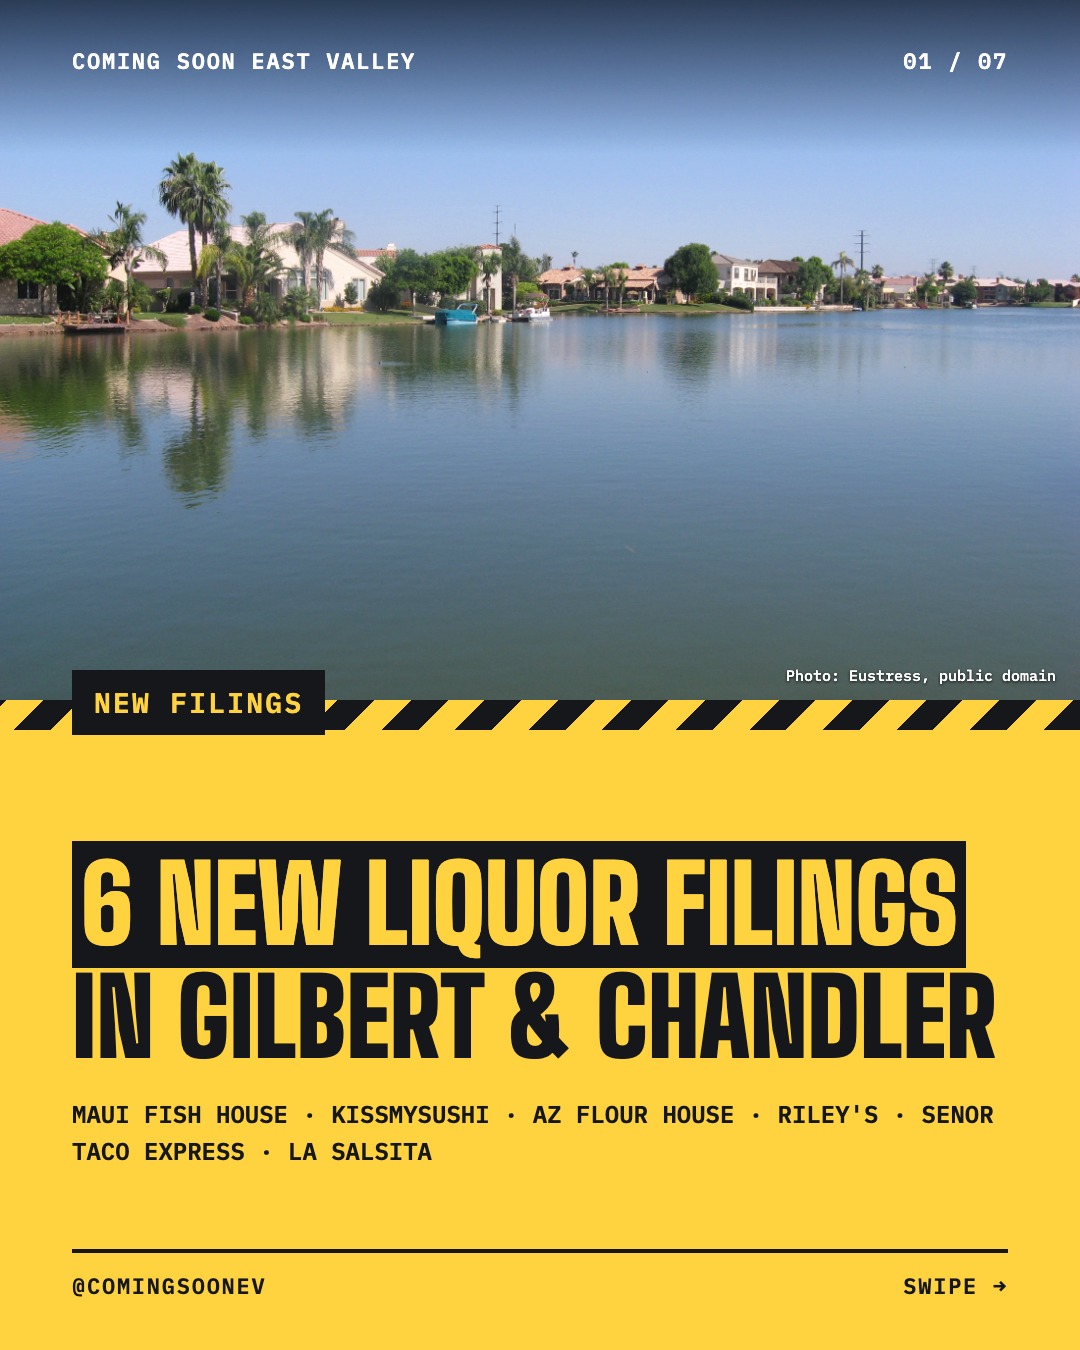 COMING SOON EAST VALLEY
01 / 07
Photo: Eustress, public domain
NEW FILINGS
6 NEW LIQUOR FILINGS
IN GILBERT & CHANDLER
MAUI FISH HOUSE · KISSMYSUSHI · AZ FLOUR HOUSE · RILEY'S · SENOR
TACO EXPRESS · LA SALSITA
@COMINGSOONEV
SWIPE →